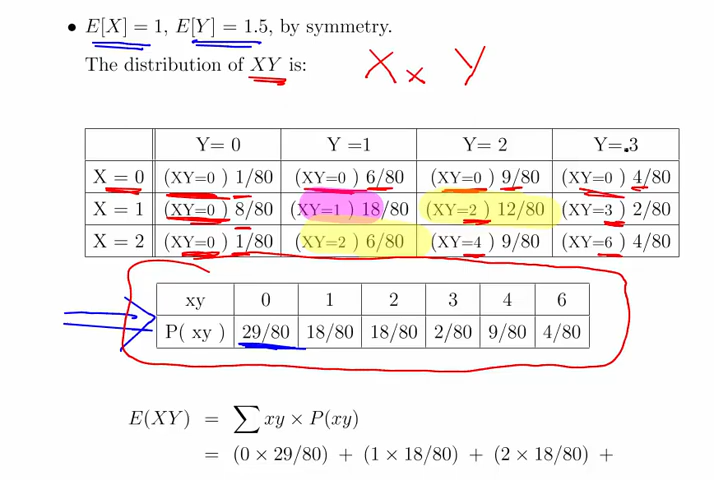 • E[X] = 1, E[Y] = 1.5, by symmetry.
The distribution of XY is: X × Y
Y= 0 Y =1 Y= 2 Y= 3
X = 0 (XY=0 ) 1/80 (XY=0 ) 6/80 (XY=0 ) 9/80 (XY=0 ) 4/80
X = 1 (XY=0) 8/80 (XY=1 ) 18/80 (XY=2 ) 12/80 (XY=3 ) 2/80
X = 2 (XY=0 ) 1/80 (XY=2 ) 6/80 (XY=4 ) 9/80 (XY=6 ) 4/80
xy 0 1 2 3 4 6
P( xy ) 29/80 18/80 18/80 2/80 9/80 4/80
E(XY) = ∑ xy × P(xy)
= (0 × 29/80) + (1 × 18/80) + (2 × 18/80) +